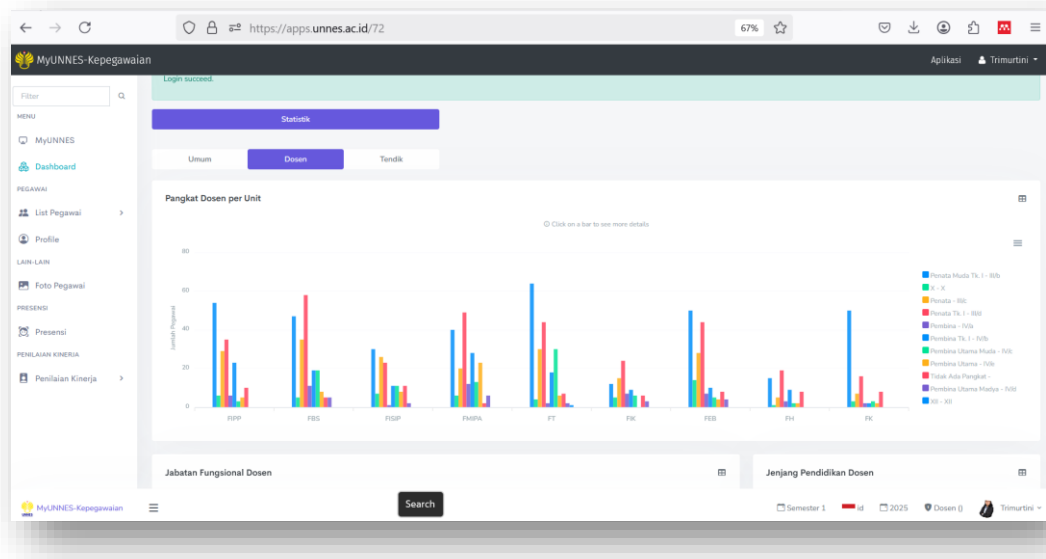 https://apps.unnes.ac.id/72
67%
MyUNNES-Kepegawaian
Aplikasi
Trimurtini
Login succeed.
Filter
Statistik
MENU
MyUNNES
Umum
Dosen
Tendik
Dashboard
PEGAWAI
List Pegawai
Profile
LAIN-LAIN
Foto Pegawai
PRESENSI
Presensi
PENILAIAN KINERJA
Penilaian Kinerja
Pangkat Dosen per Unit
Click on a bar to see more details
Jumlah Pegawai
80
60
40
20
0
FIPP
FBS
FISIP
FMIPA
FT
FIK
FEB
FH
FK
Penata Muda Tk. I - III/b
X - X
Penata - III/c
Penata Tk. I - III/d
Pembina - IV/a
Pembina Tk. I - IV/b
Pembina Utama Muda - IV/c
Pembina Utama - IV/e
Tidak Ada Pangkat -
Pembina Utama Madya - IV/d
XII - XII
Jabatan Fungsional Dosen
Jenjang Pendidikan Dosen
MyUNNES-Kepegawaian
Search
Semester 1
id
2025
Dosen ()
Trimurtini